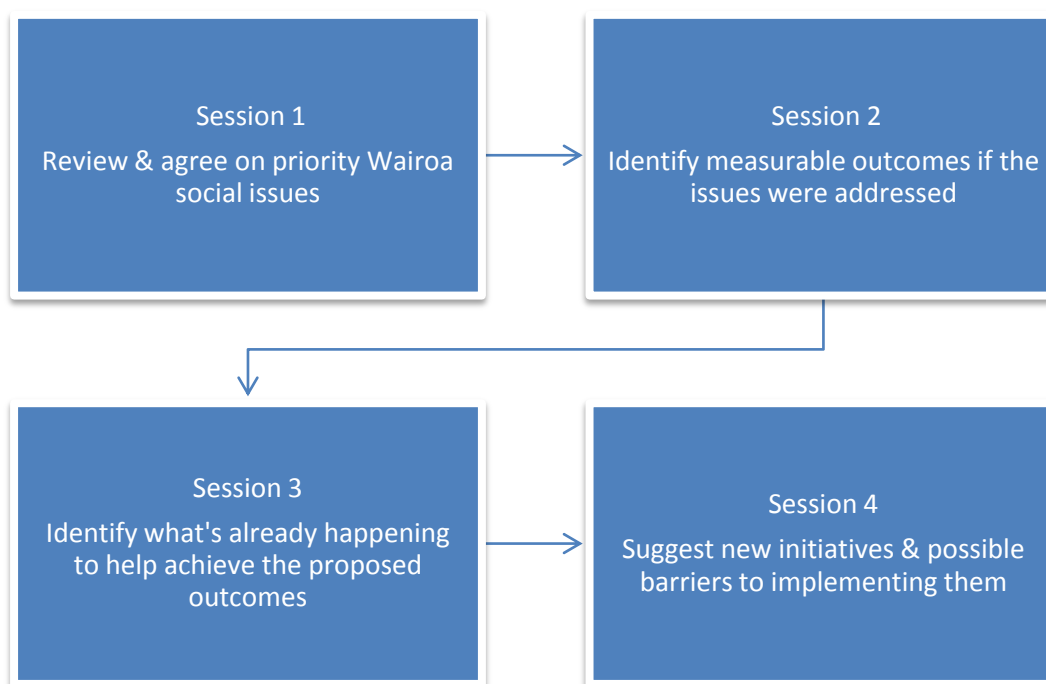 Session 1
Review & agree on priority Wairoa
social issues
Session 2
Identify measurable outcomes if the
issues were addressed
Session 3
Identify what's already happening
to help achieve the proposed
outcomes
Session 4
Suggest new initiatives & possible
barriers to implementing them